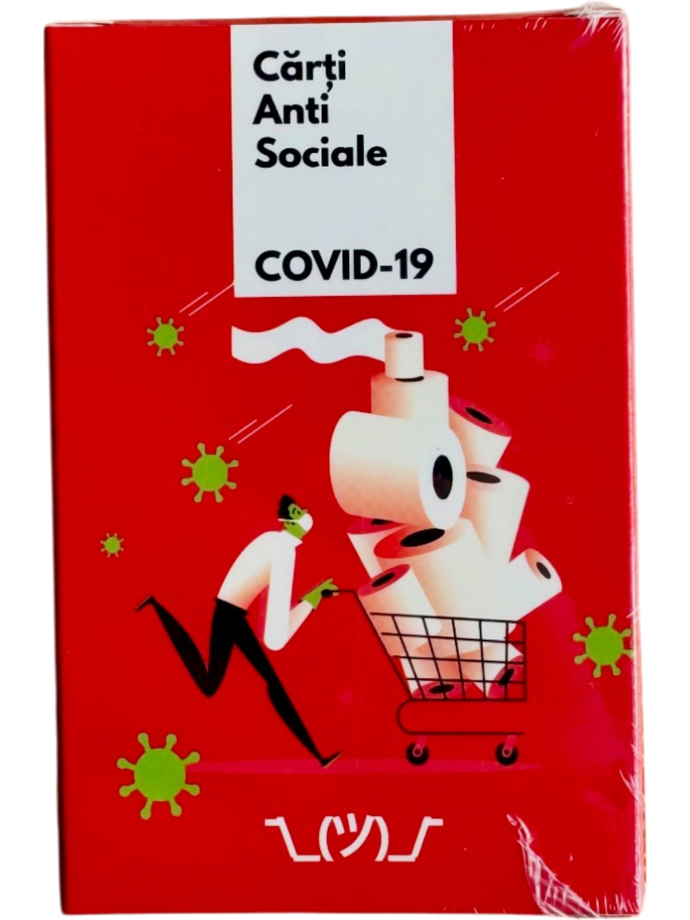 Cărți
Anti
Sociale
COVID-19
¯\_(ツ)_/¯